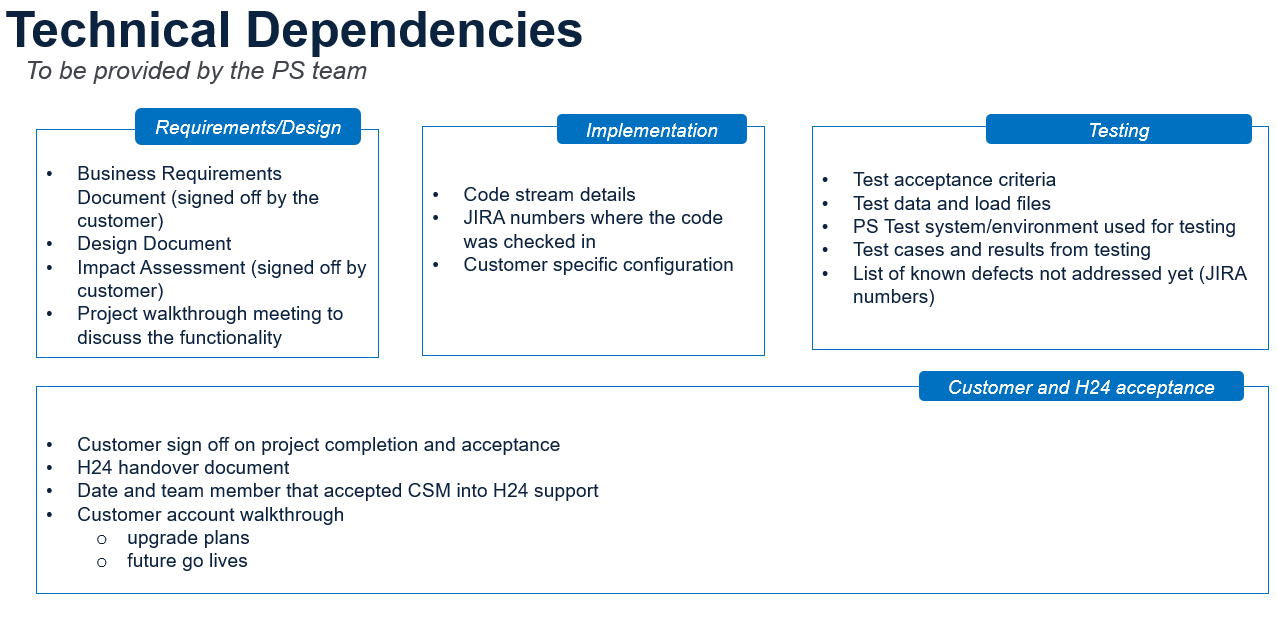 Technical Dependencies
To be provided by the PS team
Requirements/Design
• Business Requirements
Document (signed off by the
customer)
• Design Document
• Impact Assessment (signed off by
customer)
• Project walkthrough meeting to
discuss the functionality
Implementation
• Code stream details
• JIRA numbers where the code
was checked in
• Customer specific configuration
Testing
• Test acceptance criteria
• Test data and load files
• PS Test system/environment used for testing
• Test cases and results from testing
• List of known defects not addressed yet (JIRA
numbers)
Customer and H24 acceptance
• Customer sign off on project completion and acceptance
• H24 handover document
• Date and team member that accepted CSM into H24 support
• Customer account walkthrough
o upgrade plans
o future go lives